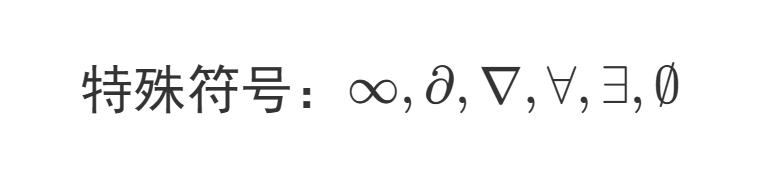 特殊符号：∞, ∂, ∇, ∀, ∃, ∅